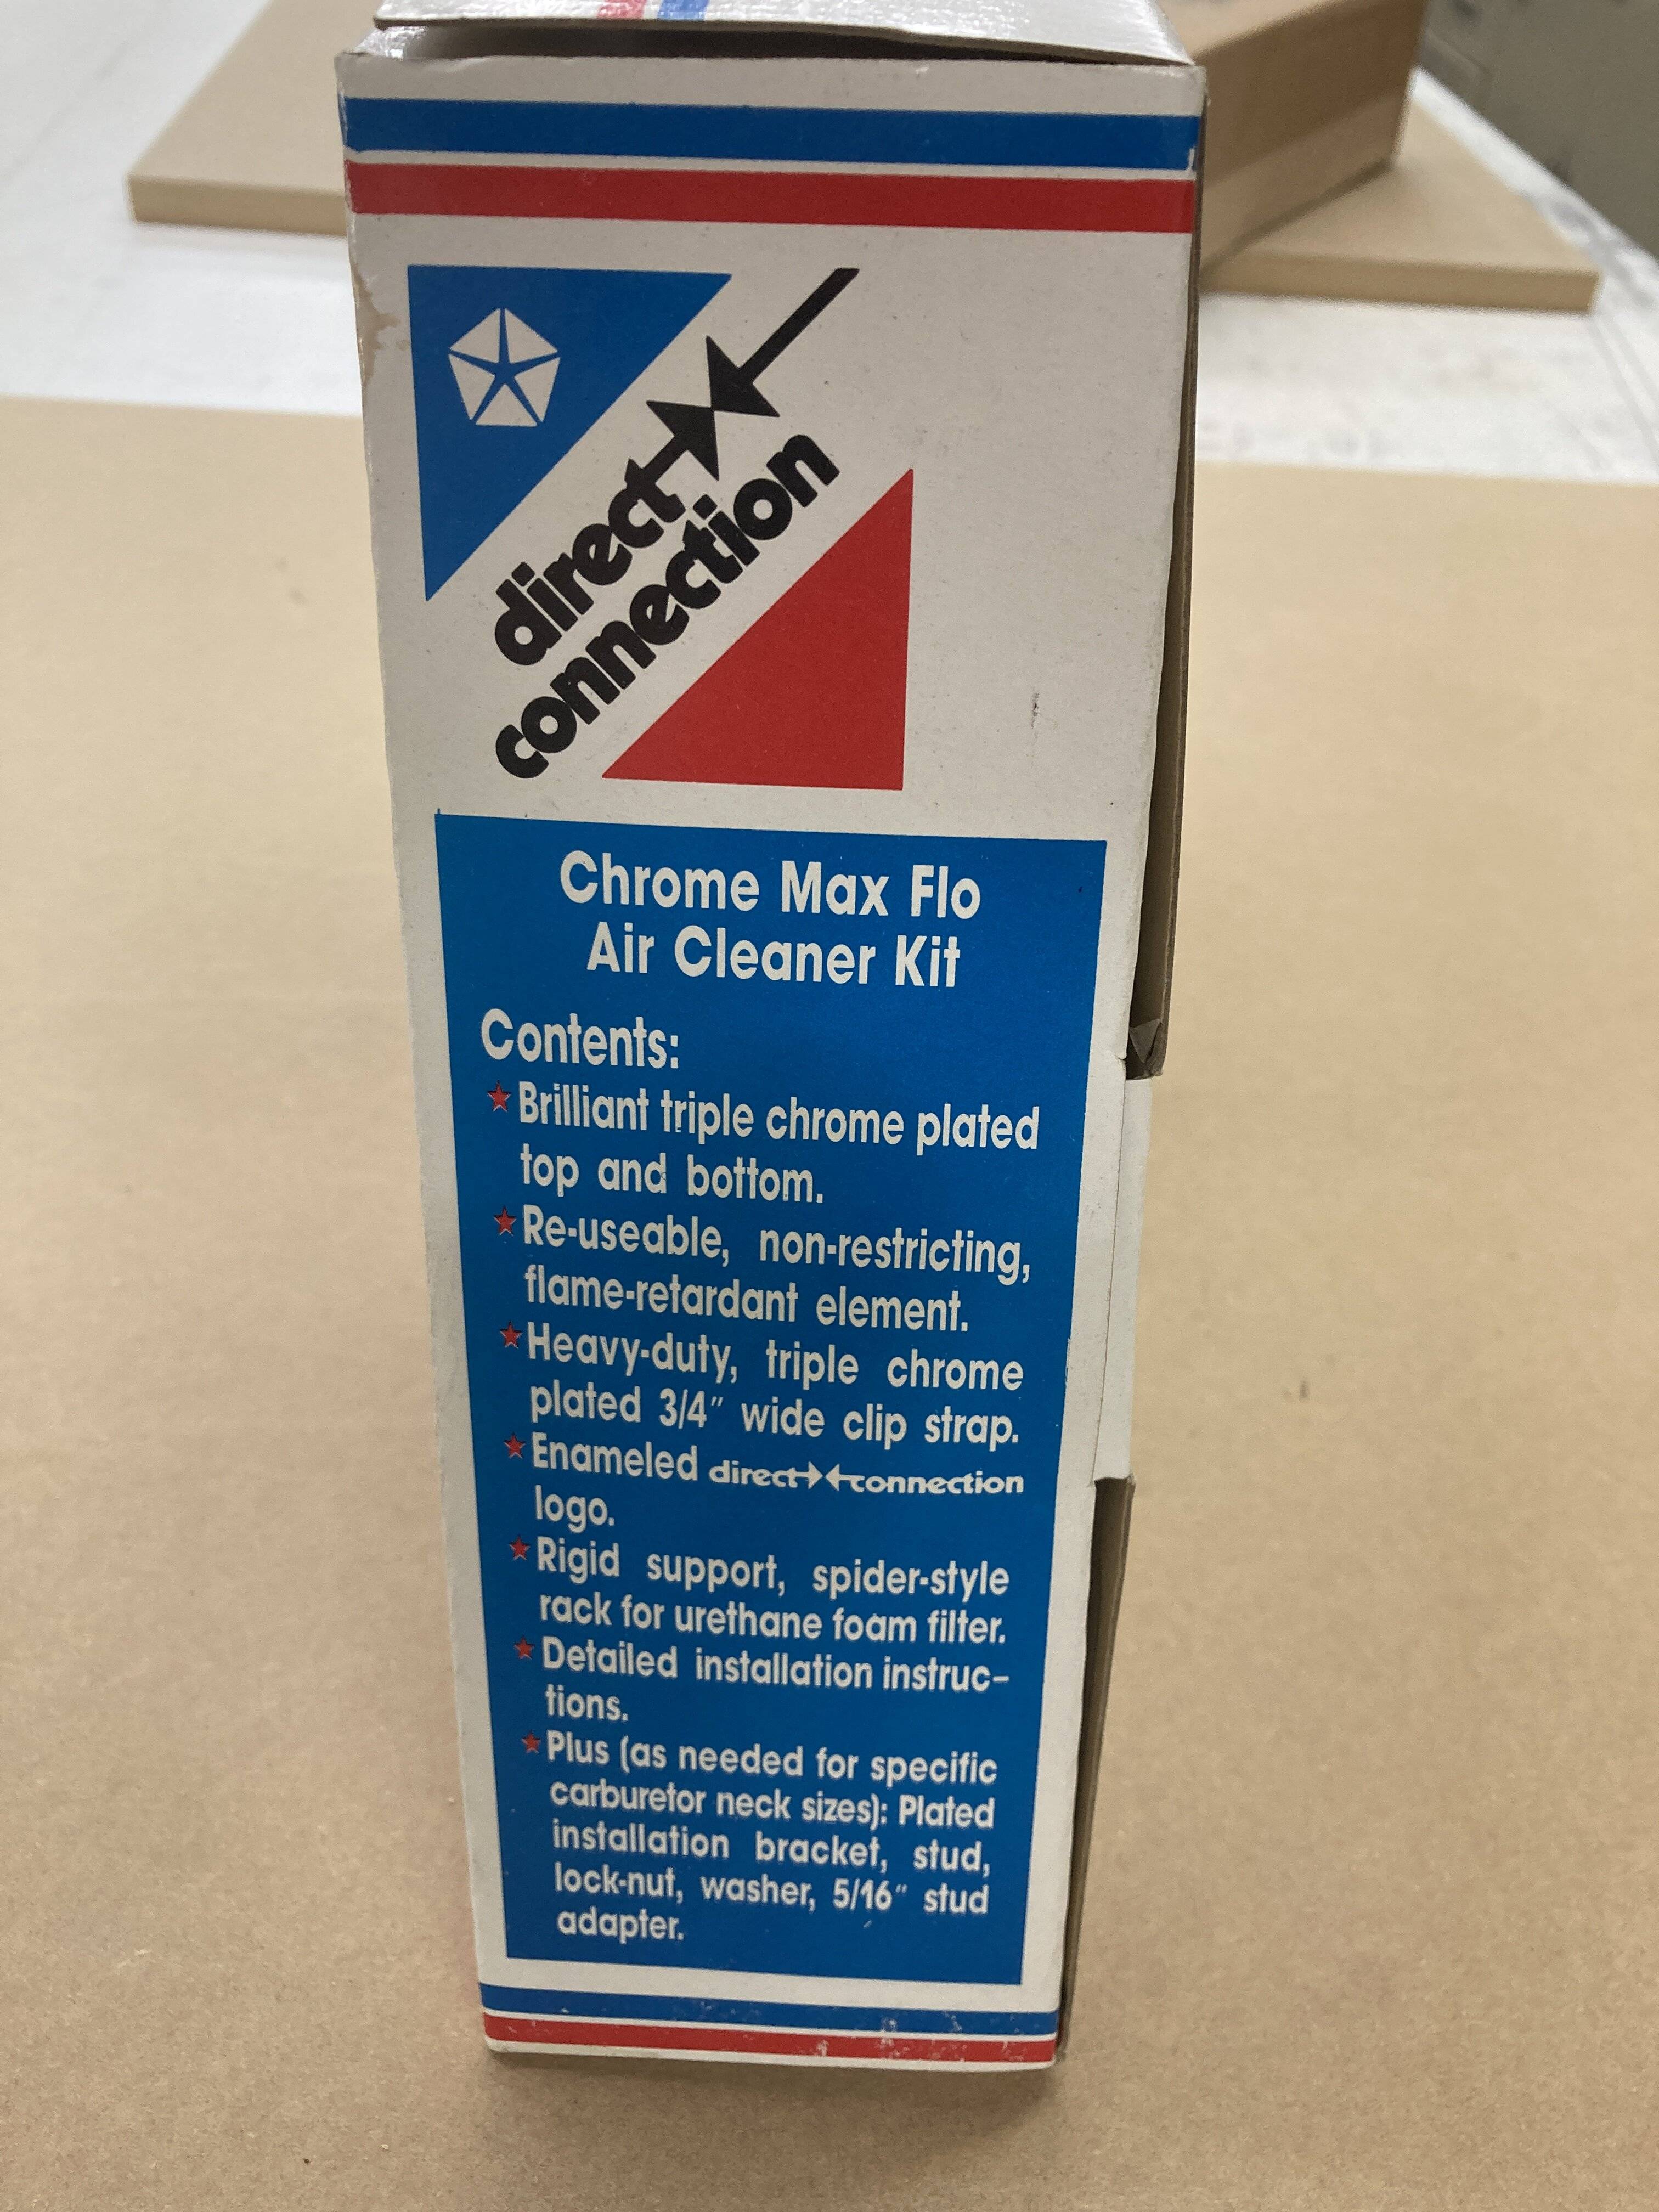 direct
connection
Chrome Max Flo
Air Cleaner Kit
Contents:
Brilliant triple chrome plated
top and bottom.
Re-useable, non-restricting,
flame-retardant element.
Heavy-duty, triple chrome
plated 3/4" wide clip strap.
Enameled direct connection
logo.
Rigid support, spider-style
rack for urethane foam filter.
Detailed installation instruc-
tions.
Plus (as needed for specific
carburetor neck sizes): Plated
installation bracket, stud,
lock-nut, washer, 5/16" stud
adapter.